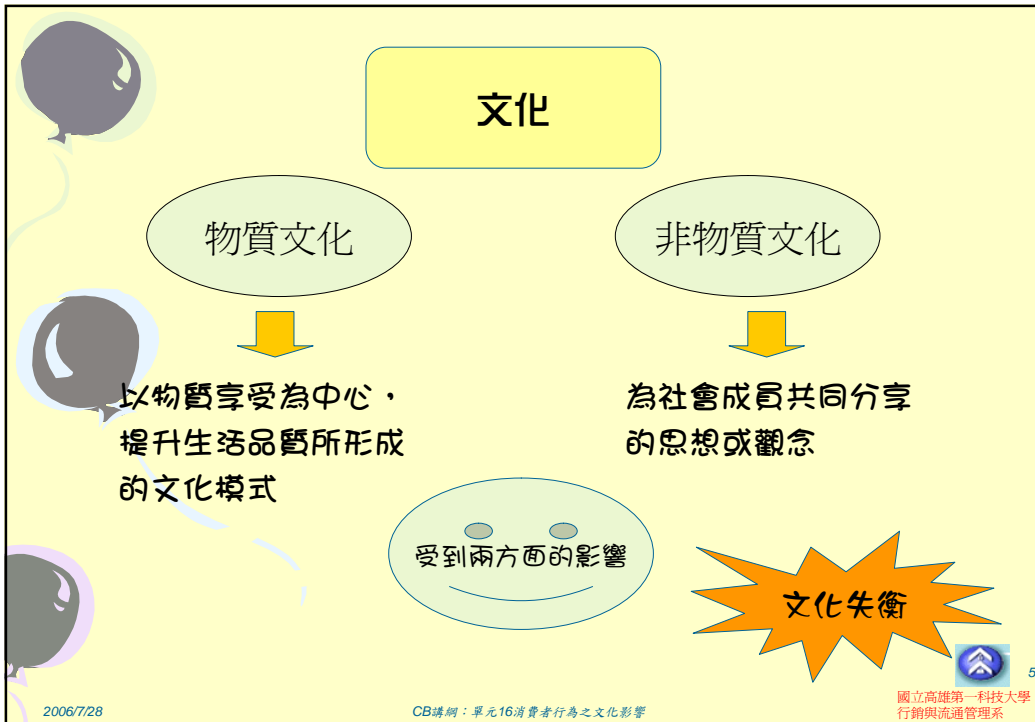 文化
物質文化
非物質文化
以物質享受為中心，
提升生活品質所形成
的文化模式
為社會成員共同分享
的思想或觀念
受到兩方面的影響
文化失衡
5
國立高雄第一科技大學
行銷與流通管理系
2006/7/28
CB講綱：單元16消費者行為之文化影響